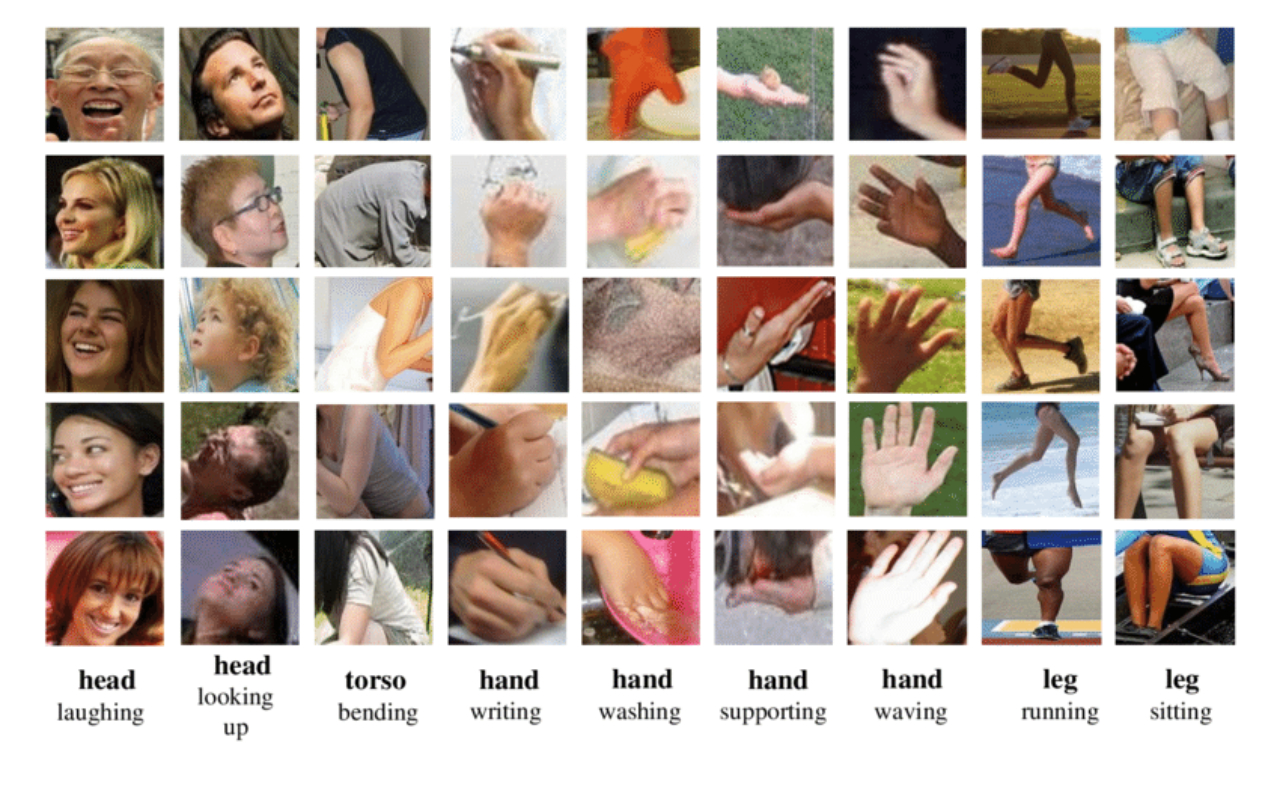 head
laughing
head
looking
up
torso
bending
hand
writing
hand
washing
hand
supporting
hand
waving
leg
running
leg
sitting